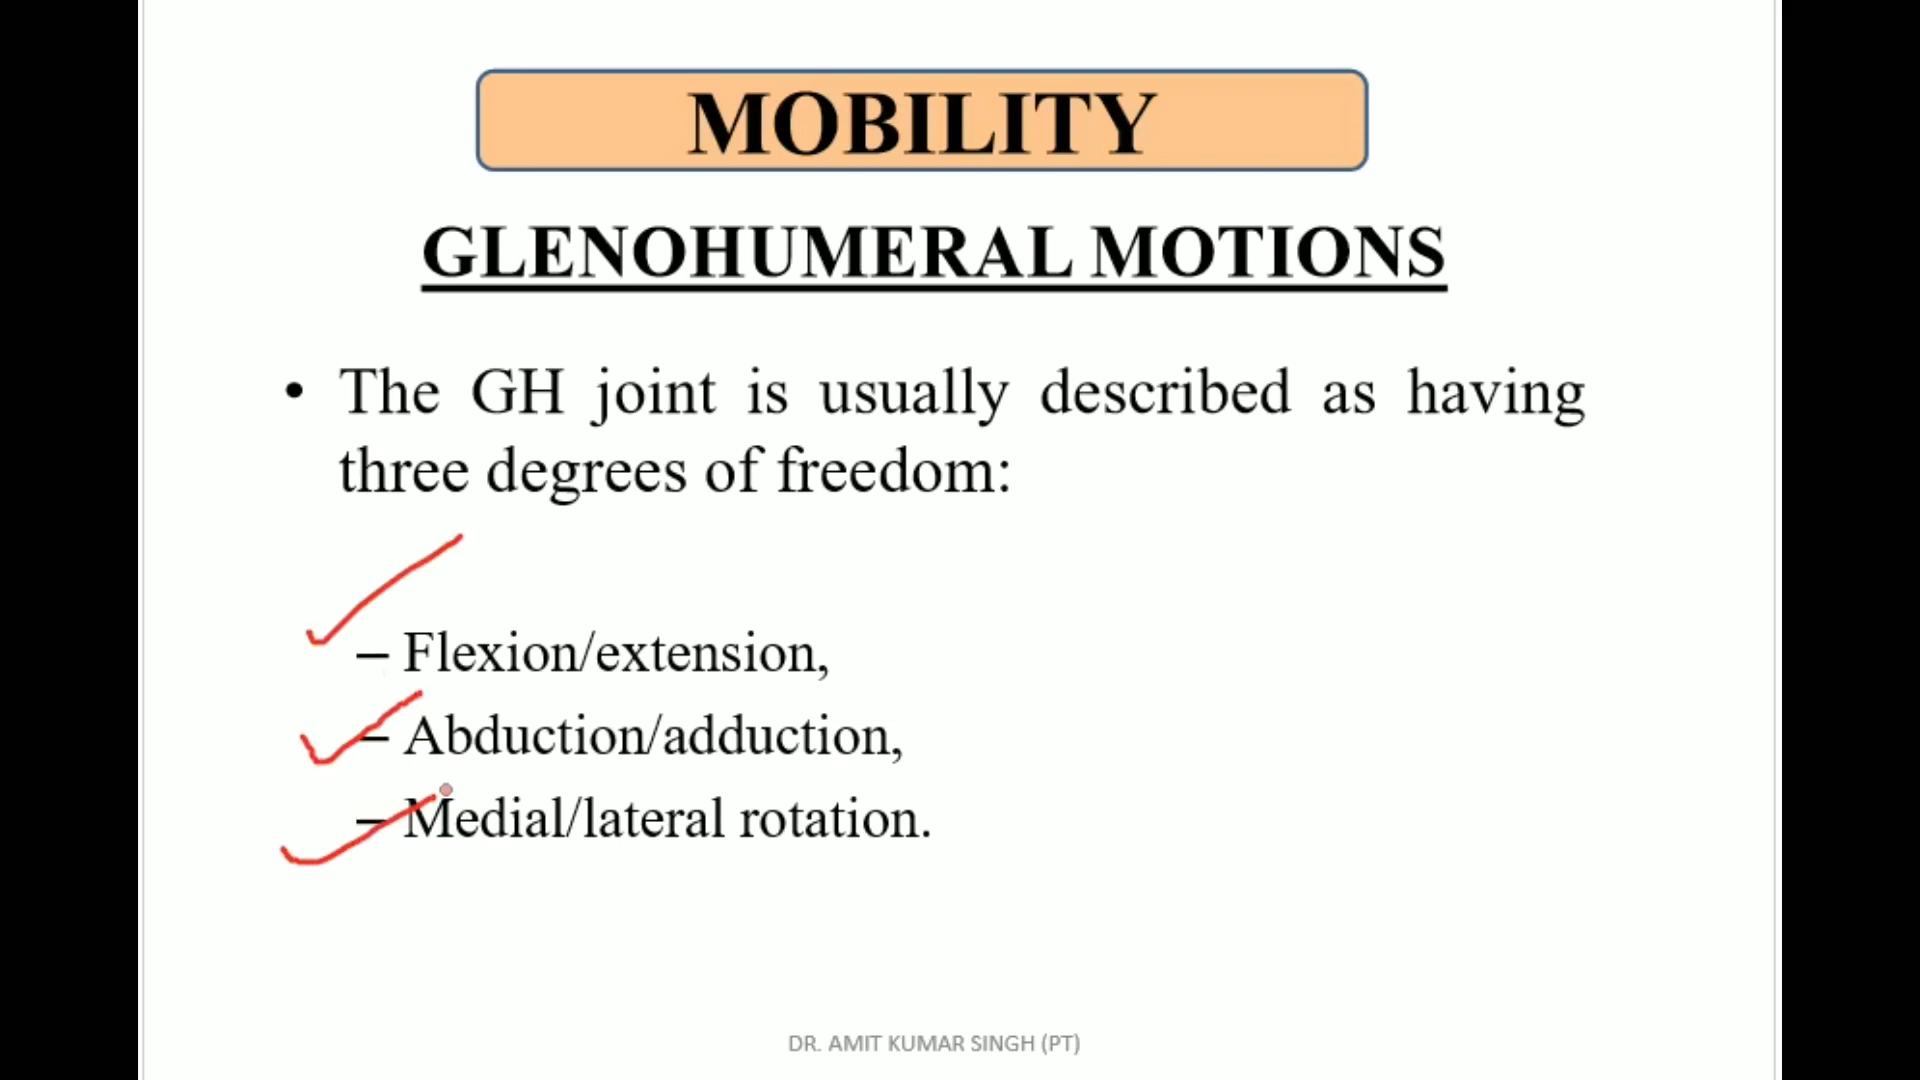 MOBILITY
GLENOHUMERAL MOTIONS
• The GH joint is usually described as having
three degrees of freedom:
– Flexion/extension,
– Abduction/adduction,
– Medial/lateral rotation.
DR. AMIT KUMAR SINGH (PT)